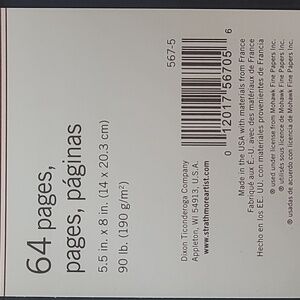 64 pages,
pages, páginas
5.5 x 8 in. (14 x 20.3 cm)
90 lb. (190 g/m²)
Dixon Ticonderoga Company
Appleton, WI 54913, U.S.A.
www.strathmoreartist.com
567-5
0 12017 56705 6
Made in the USA with materials from France
Fabriqué aux É.-U. avec des matériaux de France
Hecho en los EE. UU. con materiales provenientes de Francia
® used under license from Mohawk Fine Papers Inc.
® utilisés sous licence de Mohawk Fine Papers Inc.
® usadas de acuerdo con licencia de Mohawk Fine Papers Inc.